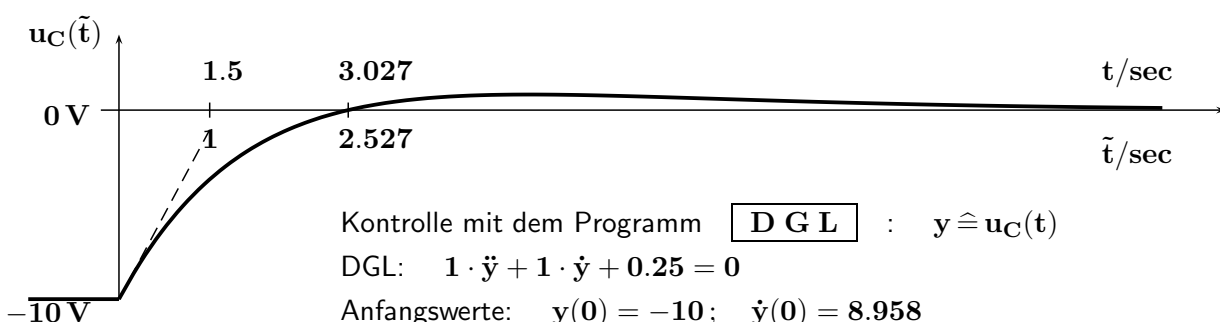 u_C(t̃)
1.5 3.027 t/sec
0 V
1 2.527 t̃/sec
Kontrolle mit dem Programm D G L : y ≙ u_C(t)
DGL: 1 · ÿ + 1 · ẏ + 0.25 = 0
−10 V
Anfangswerte: y(0) = −10 ; ẏ(0) = 8.958